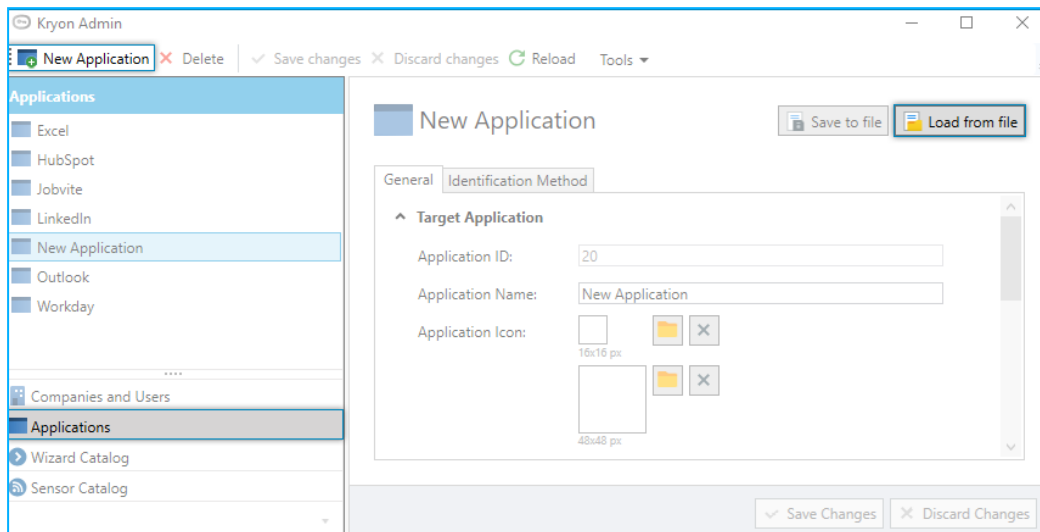 Kryon Admin
New Application Delete Save changes Discard changes Reload Tools
Applications
Excel
HubSpot
Jobvite
LinkedIn
New Application
Outlook
Workday
Companies and Users
Applications
Wizard Catalog
Sensor Catalog
New Application
Save to file Load from file
General Identification Method
Target Application
Application ID: 20
Application Name: New Application
Application Icon:
16x16 px
48x48 px
Save Changes Discard Changes